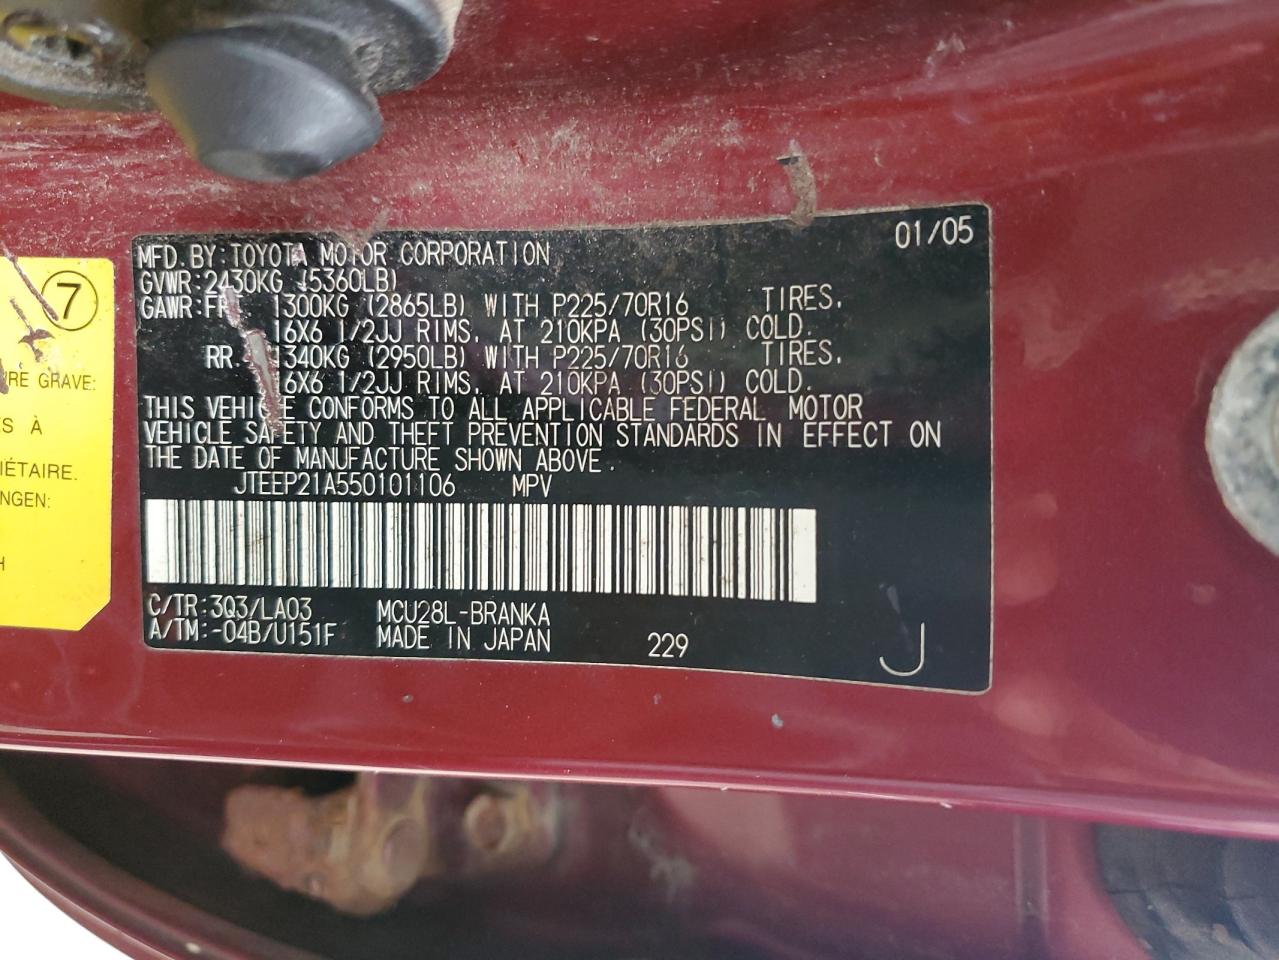 01/05
MFD. BY: TOYOTA MOTOR CORPORATION
GVWR: 2430KG (5360LB)
GAWR: FR 1300KG (2865LB) WITH P225/70R16 TIRES,
16X6 1/2JJ RIMS, AT 210KPA (30PSI) COLD.
RR 1340KG (2950LB) WITH P225/70R16 TIRES,
16X6 1/2JJ RIMS, AT 210KPA (30PSI) COLD.
THIS VEHICLE CONFORMS TO ALL APPLICABLE FEDERAL MOTOR
VEHICLE SAFETY AND THEFT PREVENTION STANDARDS IN EFFECT ON
THE DATE OF MANUFACTURE SHOWN ABOVE.
JTEEP21A550101106 MPV
C/TR: 3Q3/LA03 MCU28L-BRANKA
A/TM: -04B/U151F MADE IN JAPAN 229 J
7
GRAVE:
À